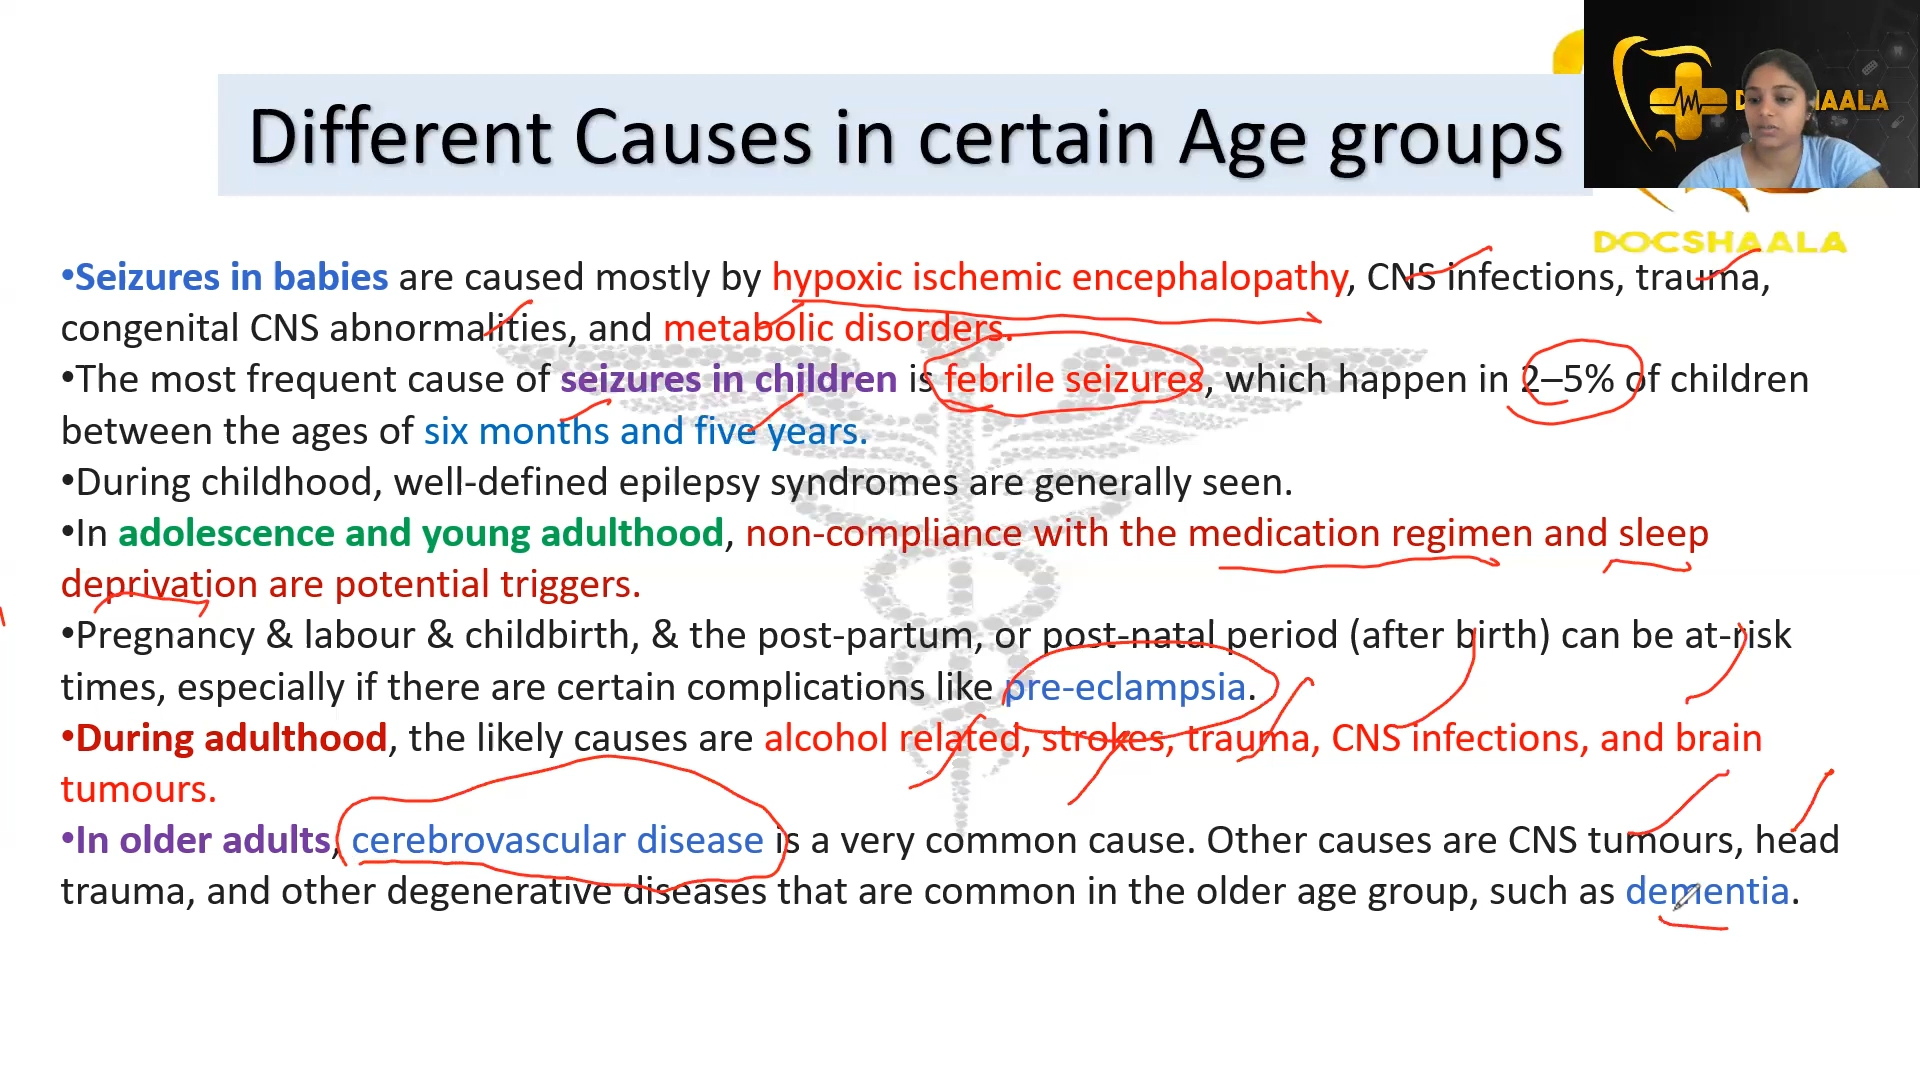 Different Causes in certain Age groups
DOCSHAALA
•Seizures in babies are caused mostly by hypoxic ischemic encephalopathy, CNS infections, trauma,
congenital CNS abnormalities, and metabolic disorders.
•The most frequent cause of seizures in children is febrile seizures, which happen in 2–5% of children
between the ages of six months and five years.
•During childhood, well-defined epilepsy syndromes are generally seen.
•In adolescence and young adulthood, non-compliance with the medication regimen and sleep
deprivation are potential triggers.
•Pregnancy & labour & childbirth, & the post-partum, or post-natal period (after birth) can be at-risk
times, especially if there are certain complications like pre-eclampsia.
•During adulthood, the likely causes are alcohol related, strokes, trauma, CNS infections, and brain
tumours.
•In older adults, cerebrovascular disease is a very common cause. Other causes are CNS tumours, head
trauma, and other degenerative diseases that are common in the older age group, such as dementia.